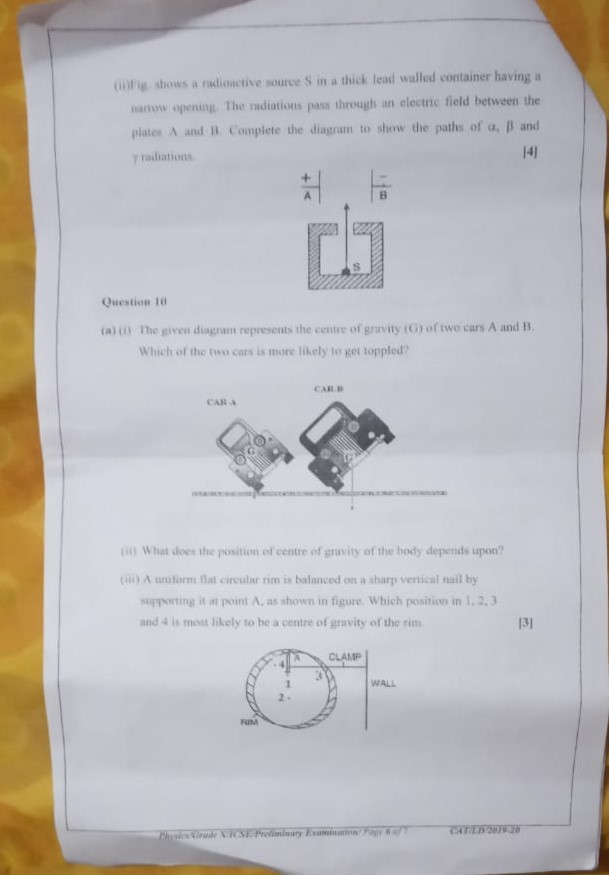 (ii)Fig. shows a radioactive source S in a thick lead walled container having a
narrow opening. The radiations pass through an electric field between the
plates A and B. Complete the diagram to show the paths of α, β and
γ radiations. [4]
+ −
A B
S
Question 10
(a) (i) The given diagram represents the centre of gravity (G) of two cars A and B.
Which of the two cars is more likely to get toppled?
CAR B
CAR A
G G
(ii) What does the position of centre of gravity of the body depends upon?
(iii) A uniform flat circular rim is balanced on a sharp vertical nail by
supporting it at point A, as shown in figure. Which position in 1, 2, 3
and 4 is most likely to be a centre of gravity of the rim. [3]
4 A CLAMP
3
1 WALL
2
RIM
Physics/Grade X/ICSE/Preliminary Examination/ Page 6 of 7 CAT/LD/2019-20